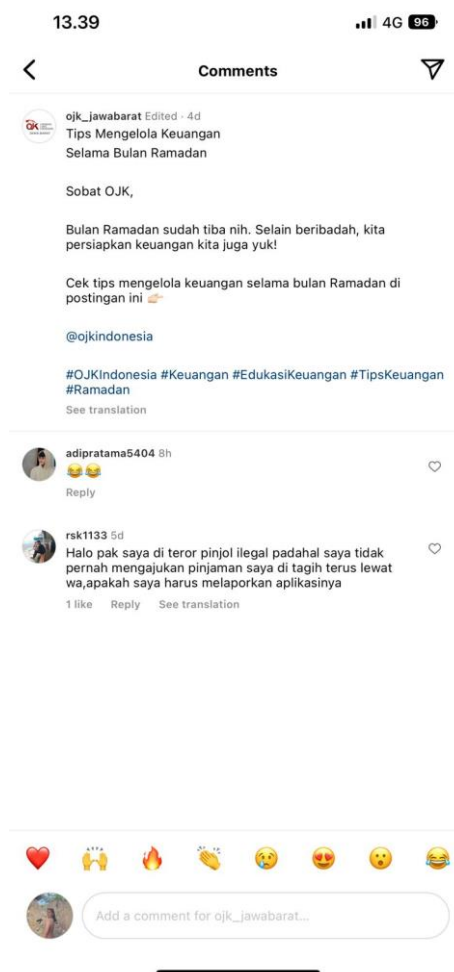 13.39
4G 96
Comments
ojk_jawabarat Edited · 4d
Tips Mengelola Keuangan
Selama Bulan Ramadan
Sobat OJK,
Bulan Ramadan sudah tiba nih. Selain beribadah, kita
persiapkan keuangan kita juga yuk!
Cek tips mengelola keuangan selama bulan Ramadan di
postingan ini 👉🏻
@ojkindonesia
#OJKIndonesia #Keuangan #EdukasiKeuangan #TipsKeuangan
#Ramadan
See translation
adipratama5404 8h
😂😂
Reply
rsk1133 5d
Halo pak saya di teror pinjol ilegal padahal saya tidak
pernah mengajukan pinjaman saya di tagih terus lewat
wa,apakah saya harus melaporkan aplikasinya
1 like Reply See translation
Add a comment for ojk_jawabarat...